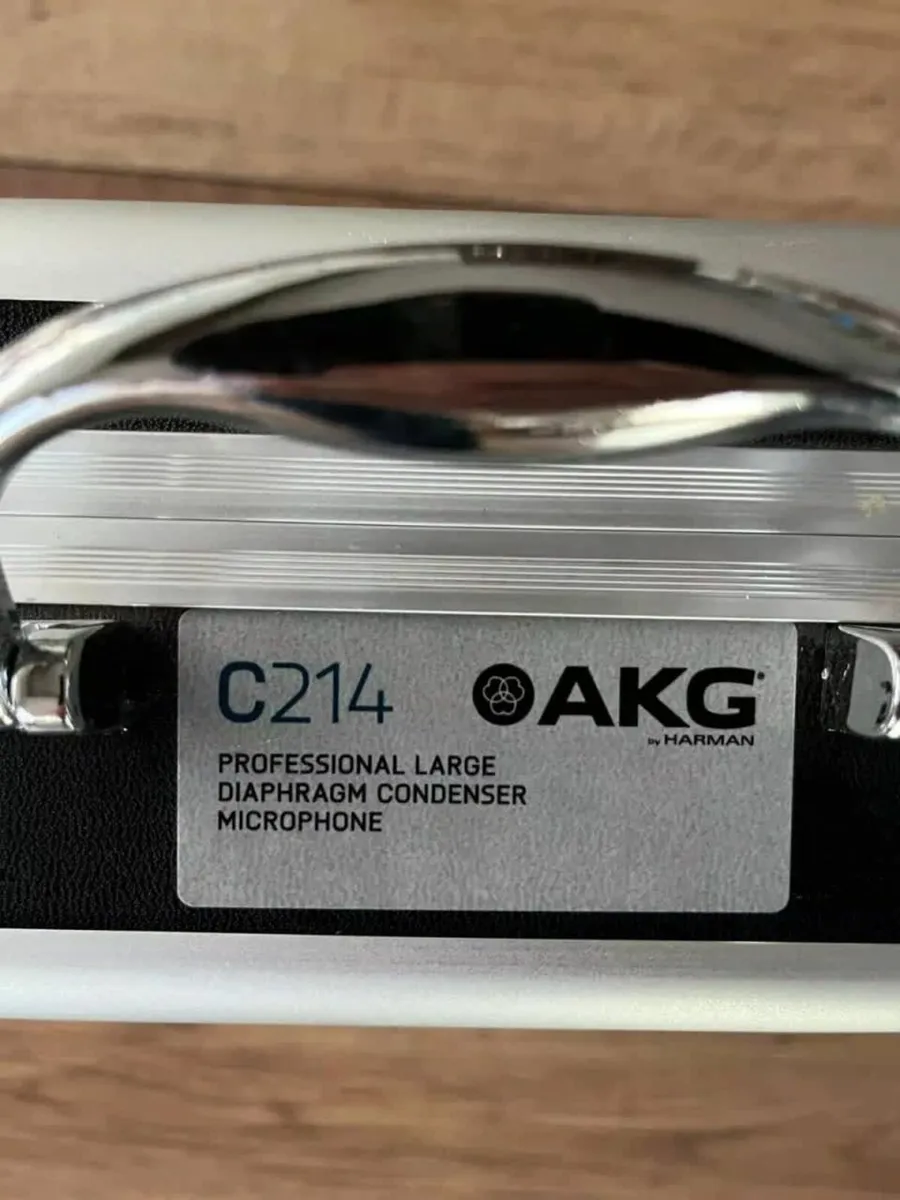 C214
AKG
by HARMAN
PROFESSIONAL LARGE
DIAPHRAGM CONDENSER
MICROPHONE